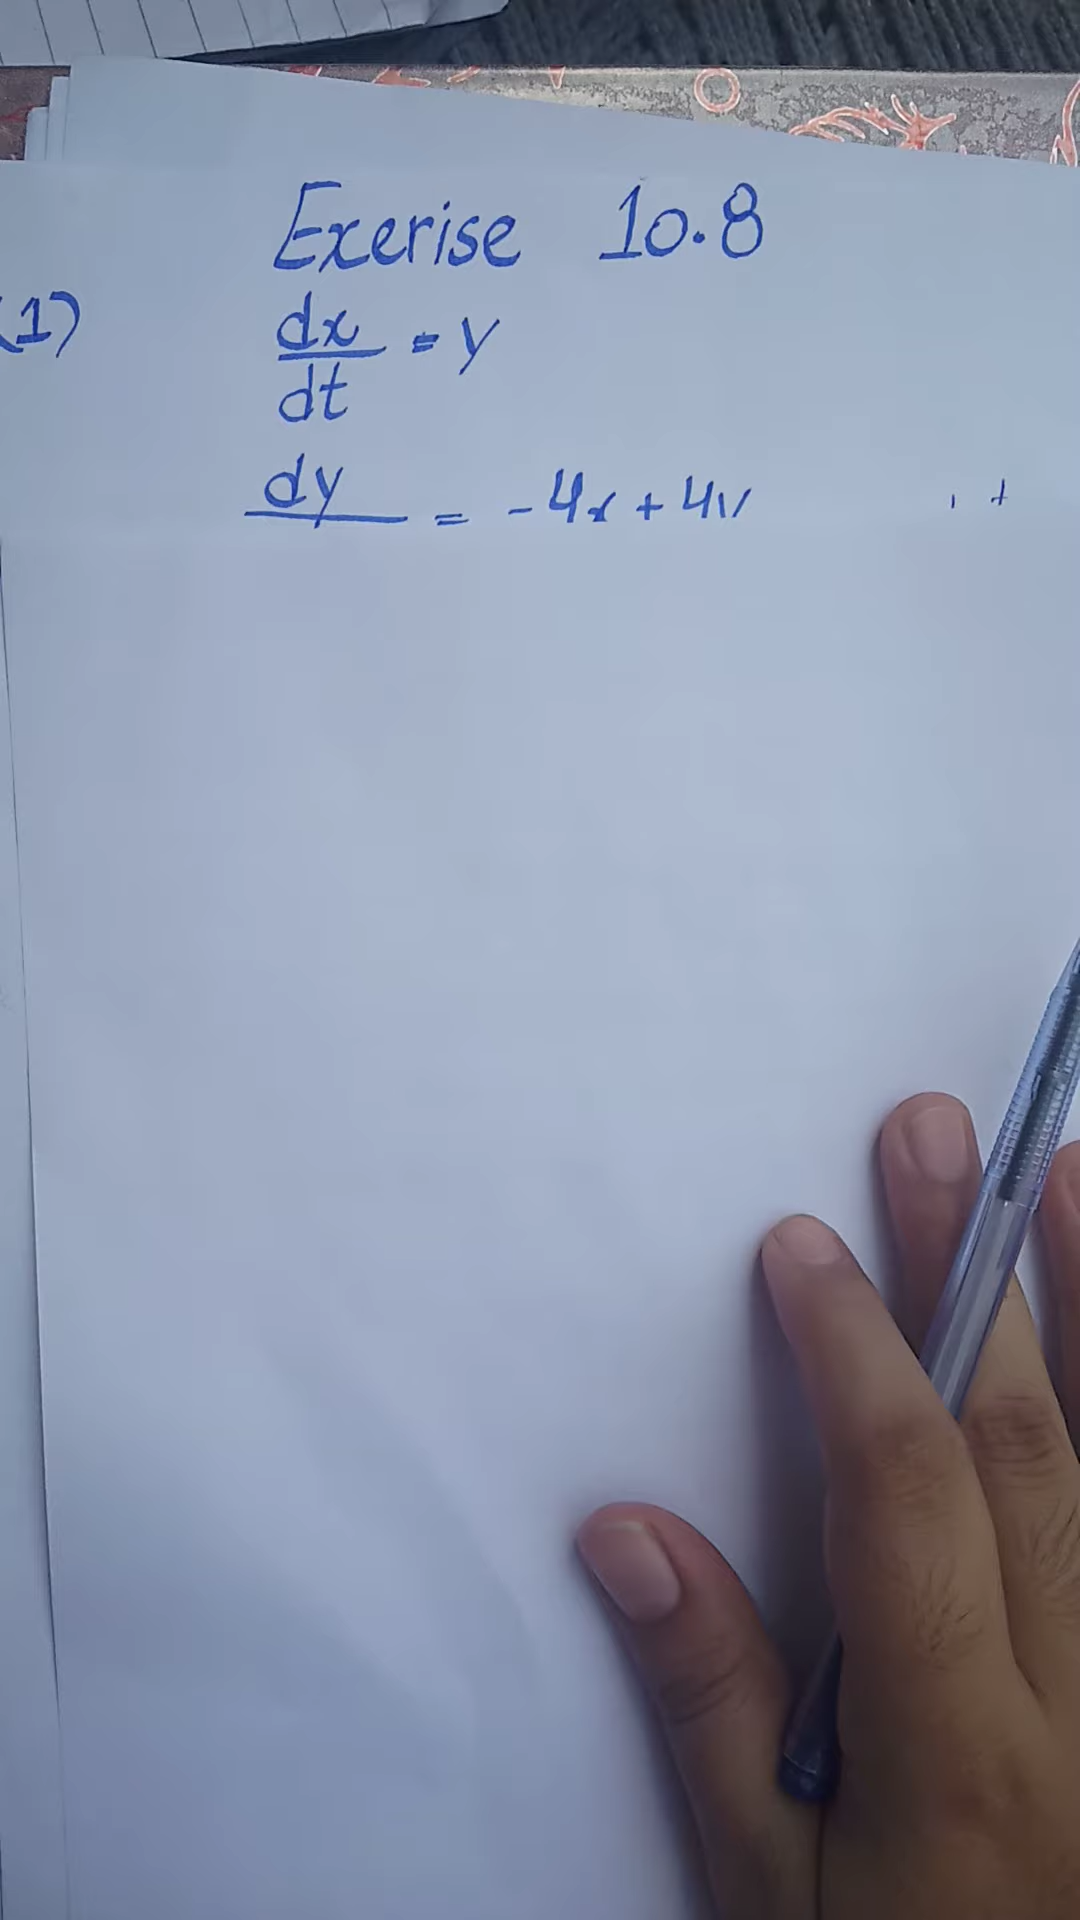 Exerise 10.8
(1) dx/dt = y
dy = -4x + 4y